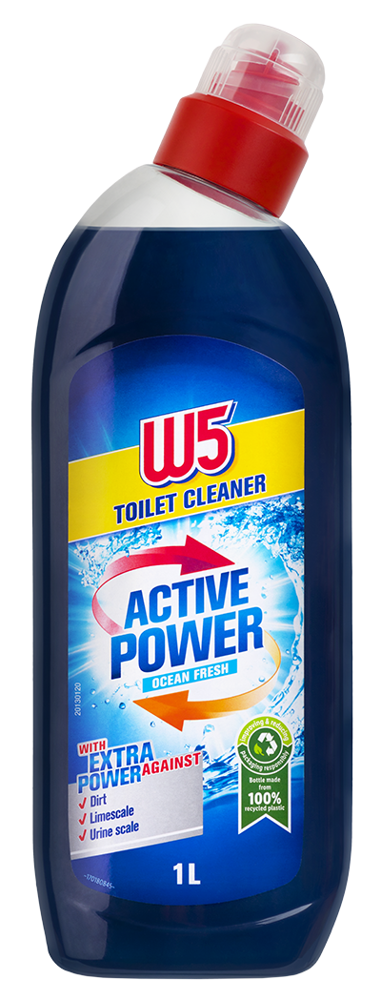 W5
TOILET CLEANER
ACTIVE
POWER
OCEAN FRESH
20130120
WITH
EXTRA
POWER AGAINST
✓ Dirt
✓ Limescale
✓ Urine scale
Improving & reducing
packaging responsibly
Bottle made
from
100%
recycled plastic
-170180845-
1L